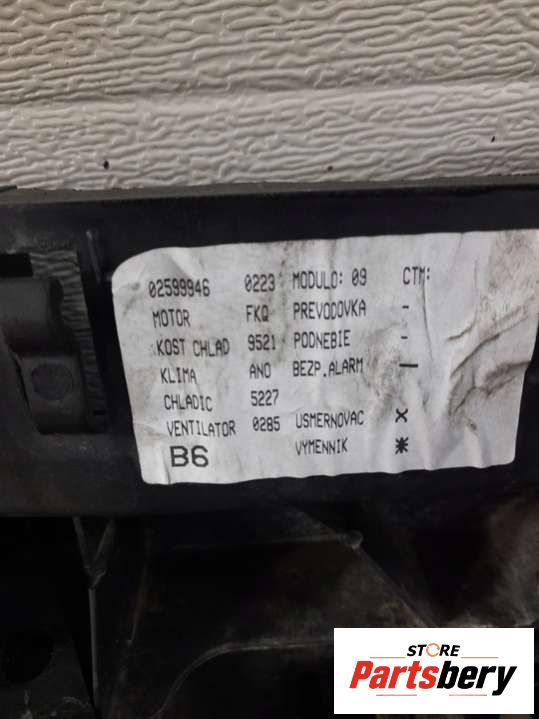 02599946 0223 MODULO: 09 CTM:
MOTOR FKQ PREVODOVKA -
KOST CHLAD 9521 PODNEBIE -
KLIMA ANO BEZP.ALARM —
CHLADIC 5227
VENTILATOR 0285 USMERNOVAC X
B6 VYMENNIK *
STORE
Partsbery